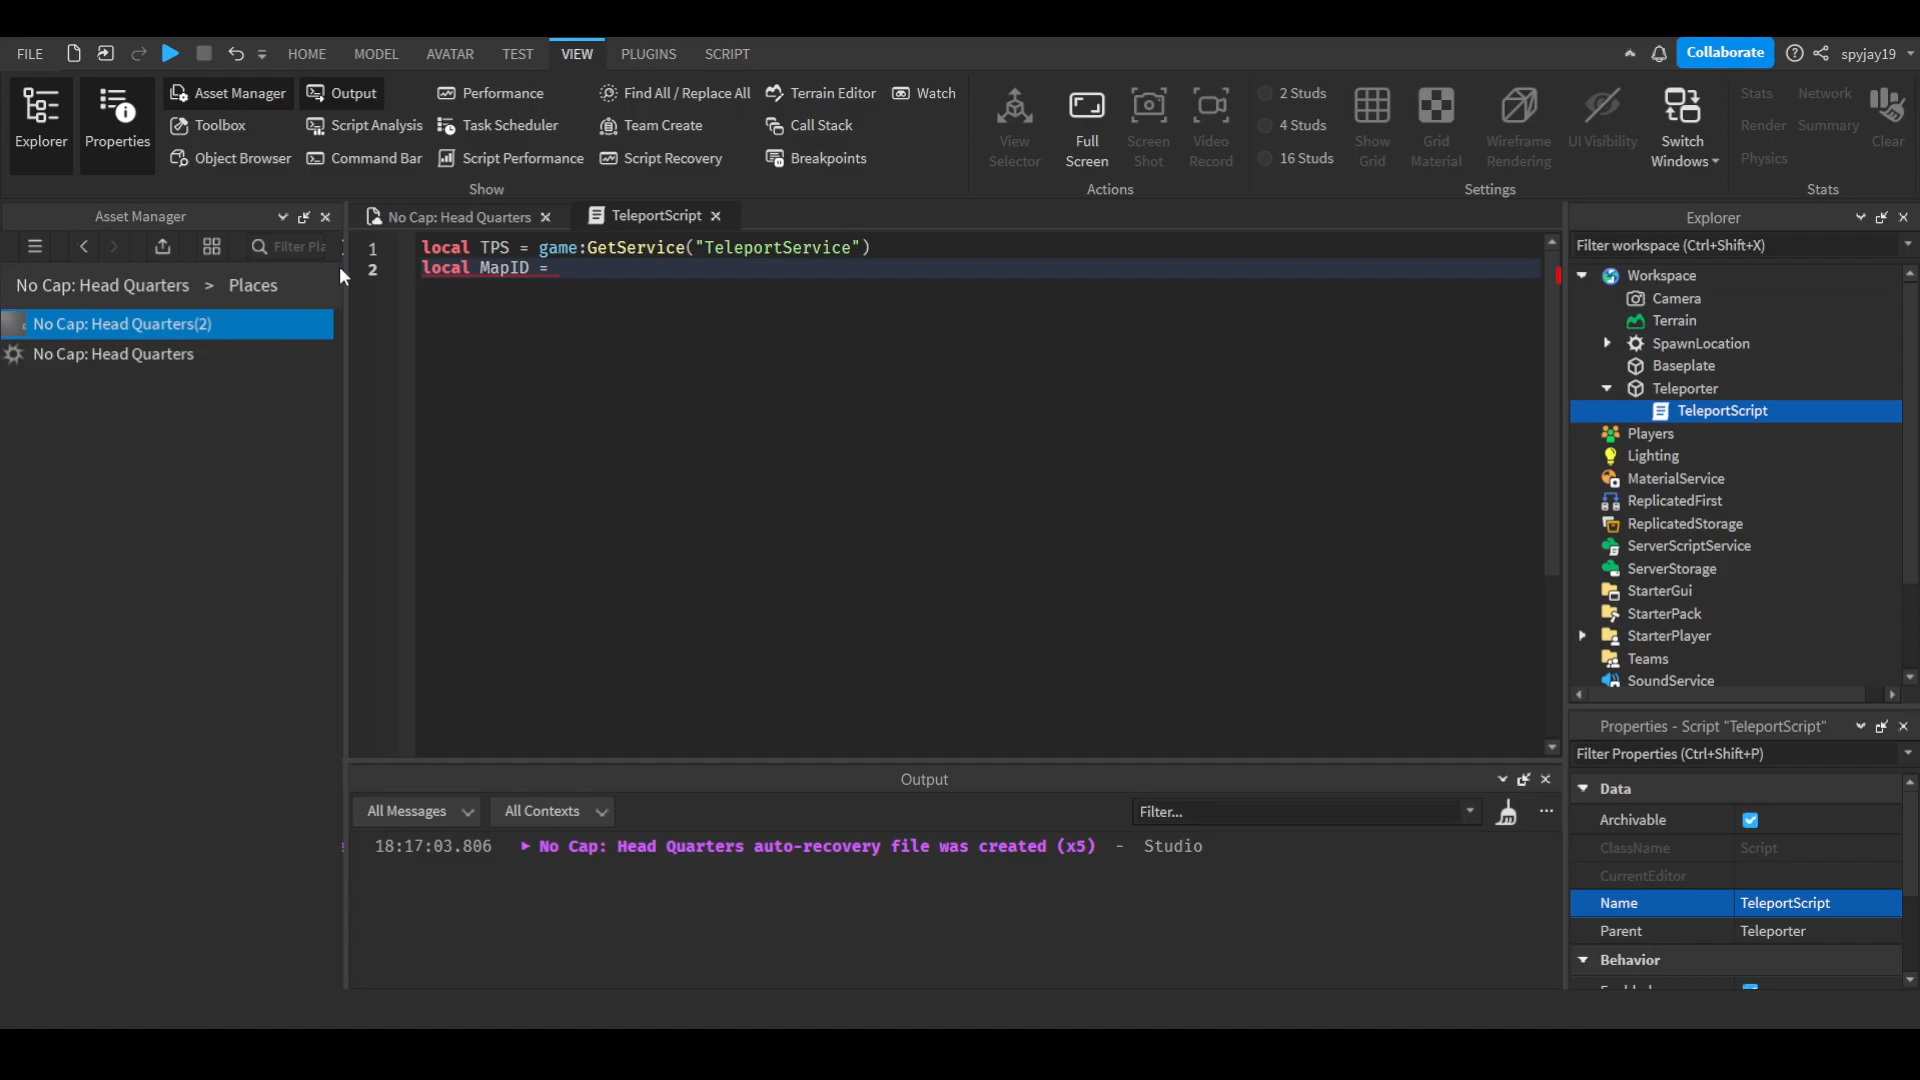 FILE HOME MODEL AVATAR TEST VIEW PLUGINS SCRIPT Collaborate spyjay19
Explorer
Properties
Asset Manager
Toolbox
Object Browser
Output
Script Analysis
Command Bar
Performance
Task Scheduler
Script Performance
Find All / Replace All
Team Create
Script Recovery
Terrain Editor
Call Stack
Breakpoints
Watch
Show
View
Selector
Full
Screen
Screen
Shot
Video
Record
Actions
2 Studs
4 Studs
16 Studs
Show
Grid
Grid
Material
Wireframe
Rendering
UI Visibility
Switch
Windows
Settings
Stats Network
Render Summary
Physics
Clear
Stats
Asset Manager
Filter Pla
No Cap: Head Quarters > Places
No Cap: Head Quarters(2)
No Cap: Head Quarters
No Cap: Head Quarters
TeleportScript
1 local TPS = game:GetService("TeleportService")
2 local MapID =
Output
All Messages All Contexts Filter...
18:17:03.806 No Cap: Head Quarters auto-recovery file was created (x5) - Studio
Explorer
Filter workspace (Ctrl+Shift+X)
Workspace
Camera
Terrain
SpawnLocation
Baseplate
Teleporter
TeleportScript
Players
Lighting
MaterialService
ReplicatedFirst
ReplicatedStorage
ServerScriptService
ServerStorage
StarterGui
StarterPack
StarterPlayer
Teams
SoundService
Properties - Script "TeleportScript"
Filter Properties (Ctrl+Shift+P)
Data
Archivable
ClassName Script
CurrentEditor
Name TeleportScript
Parent Teleporter
Behavior